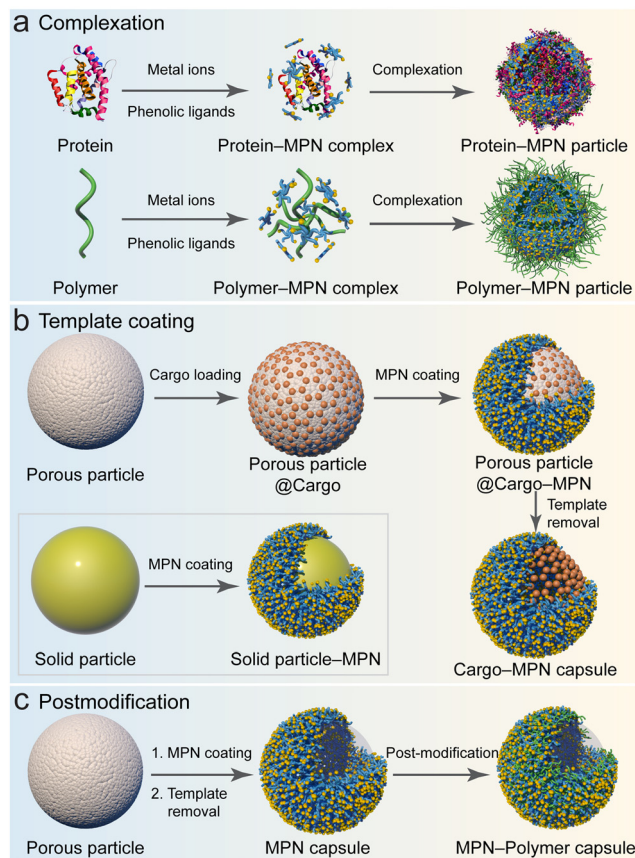 a Complexation
Metal ions
Phenolic ligands
Complexation
Protein
Protein–MPN complex
Protein–MPN particle
Metal ions
Phenolic ligands
Complexation
Polymer
Polymer–MPN complex
Polymer–MPN particle
b Template coating
Cargo loading
MPN coating
Porous particle
Porous particle
@Cargo
Porous particle
@Cargo–MPN
Template
removal
MPN coating
Solid particle
Solid particle–MPN
Cargo–MPN capsule
c Postmodification
1. MPN coating
2. Template
removal
Post-modification
Porous particle
MPN capsule
MPN–Polymer capsule